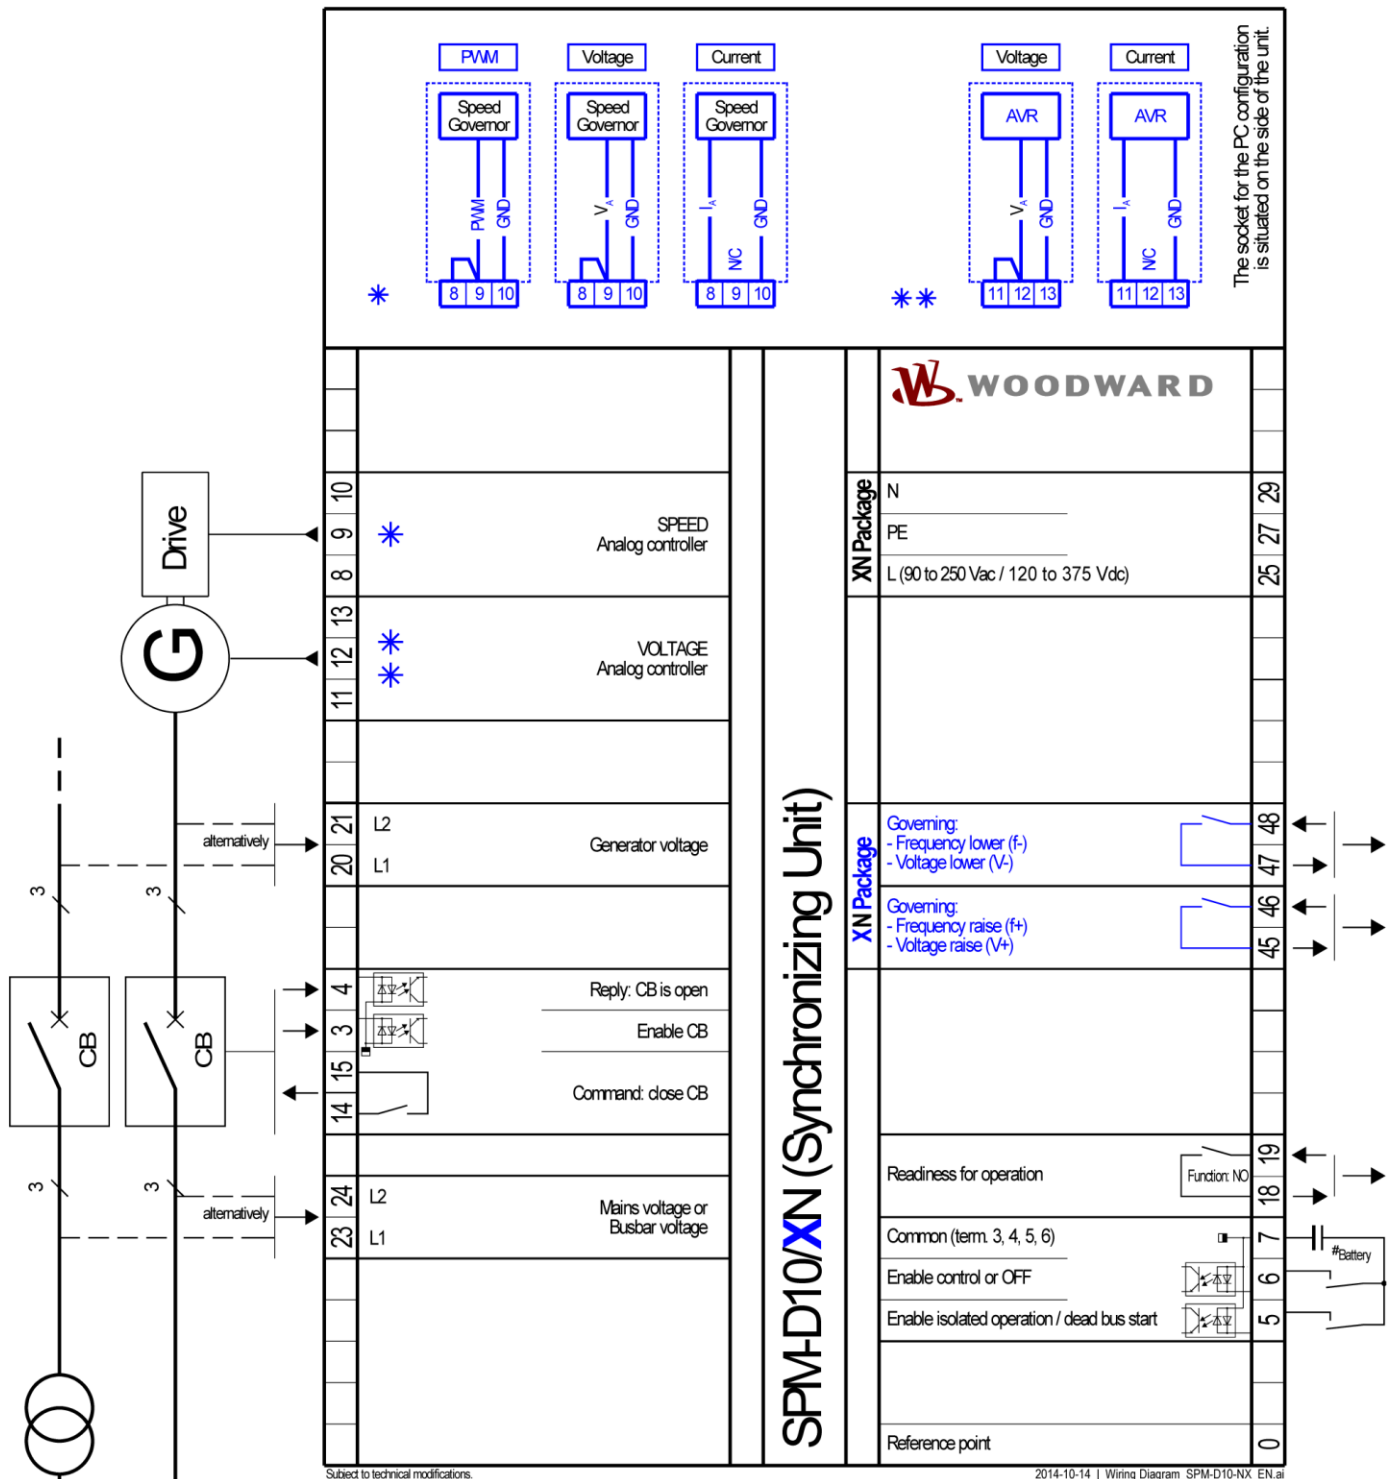 PWM
Voltage
Current
Voltage
Current
Speed
Governor
Speed
Governor
Speed
Governor
AVR
AVR
PWM
GND
VA
GND
IA
N/C
GND
VA
GND
IA
N/C
GND
8 9 10
8 9 10
8 9 10
11 12 13
11 12 13
*
**
The socket for the PC configuration
is situated on the side of the unit.
WOODWARD
TM
Drive
G
10
9
8
*
SPEED
Analog controller
13
12
11
*
*
VOLTAGE
Analog controller
21 L2
20 L1
Generator voltage
alternatively
3
3
CB
CB
4
Reply: CB is open
3
Enable CB
15
14
Command: close CB
3
3
alternatively
24 L2
23 L1
Mains voltage or
Busbar voltage
SPM-D10/XN (Synchronizing Unit)
XN Package
N 29
PE 27
L (90 to 250 Vac / 120 to 375 Vdc) 25
XN Package
Governing:
- Frequency lower (f-)
- Voltage lower (V-)
48
47
Governing:
- Frequency raise (f+)
- Voltage raise (V+)
46
45
Readiness for operation
Function: NO
19
18
Common (term. 3, 4, 5, 6) 7
#Battery
Enable control or OFF 6
Enable isolated operation / dead bus start 5
Reference point 0
Subject to technical modifications.
2014-10-14 | Wiring Diagram_SPM-D10-NX_EN.ai